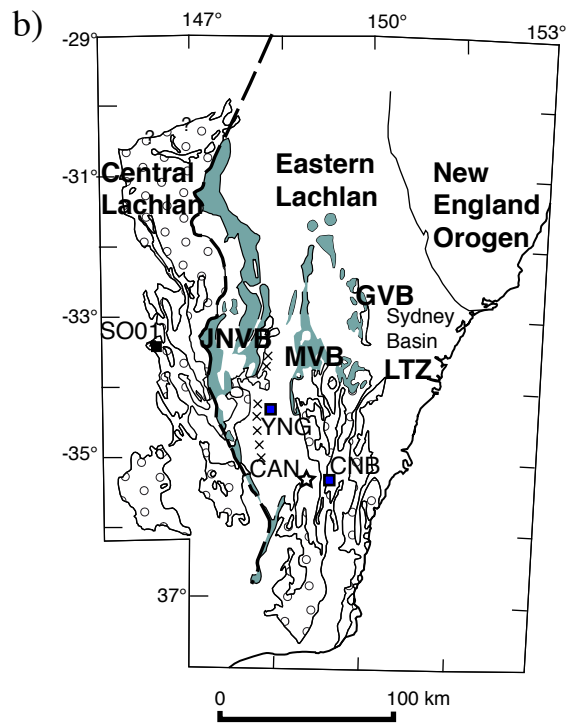 b)
147°
150°
153°
-29°
? ?
Central
Lachlan
Eastern
Lachlan
New
England
Orogen
-31°
GVB
Sydney
Basin
-33°
SO01
JNVB
MVB
LTZ
YNG
-35°
CAN
CNB
37°
0
100 km